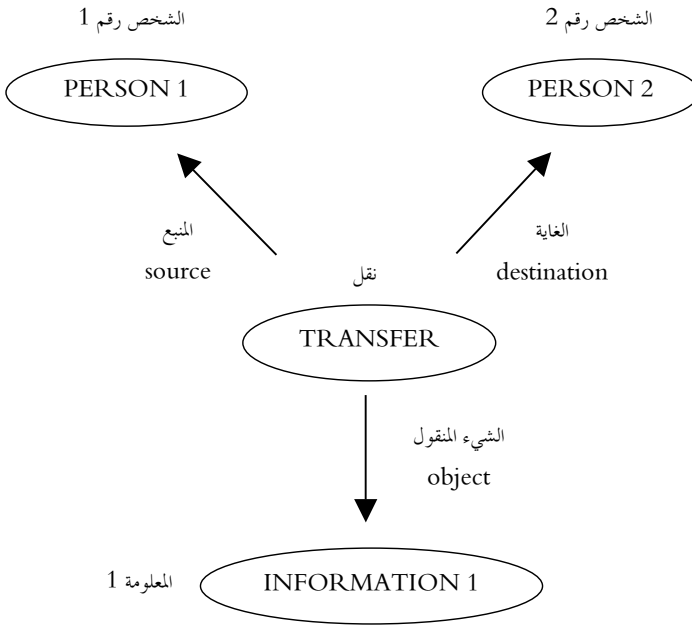 الشخص رقم 1
الشخص رقم 2
PERSON 1
PERSON 2
المنبع
source
الغاية
destination
نقل
TRANSFER
الشيء المنقول
object
المعلومة 1
INFORMATION 1